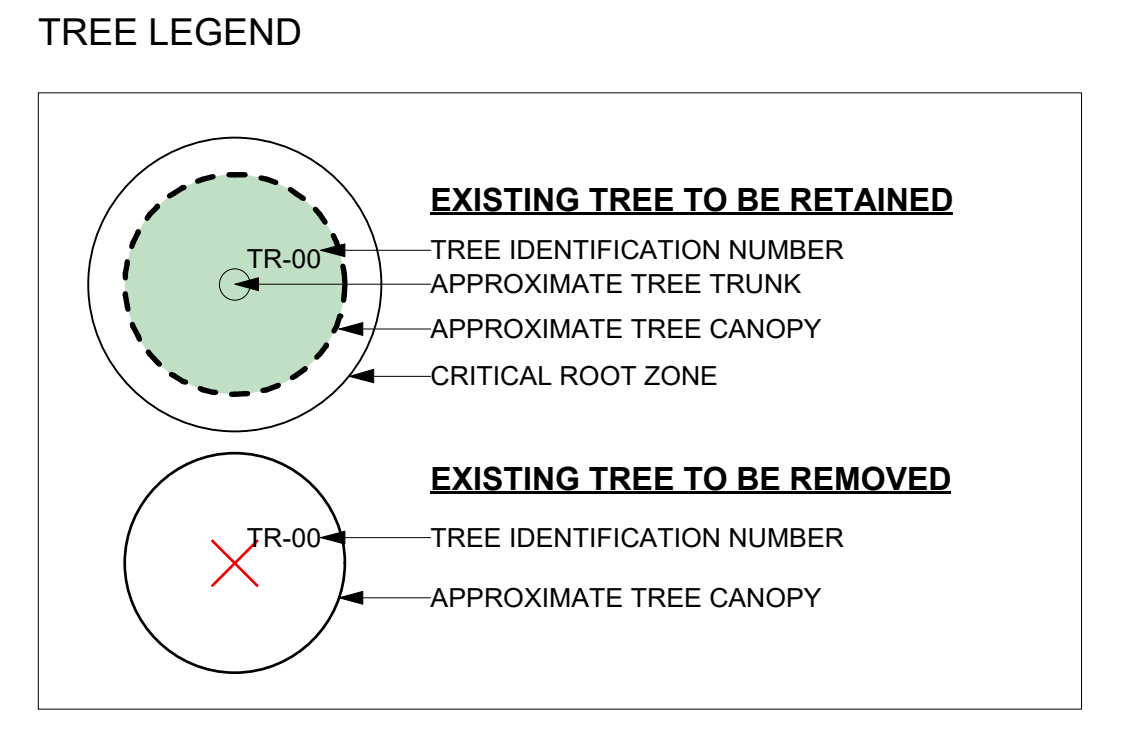 TREE LEGEND
EXISTING TREE TO BE RETAINED
TR-00
TREE IDENTIFICATION NUMBER
APPROXIMATE TREE TRUNK
APPROXIMATE TREE CANOPY
CRITICAL ROOT ZONE
EXISTING TREE TO BE REMOVED
TR-00
TREE IDENTIFICATION NUMBER
APPROXIMATE TREE CANOPY